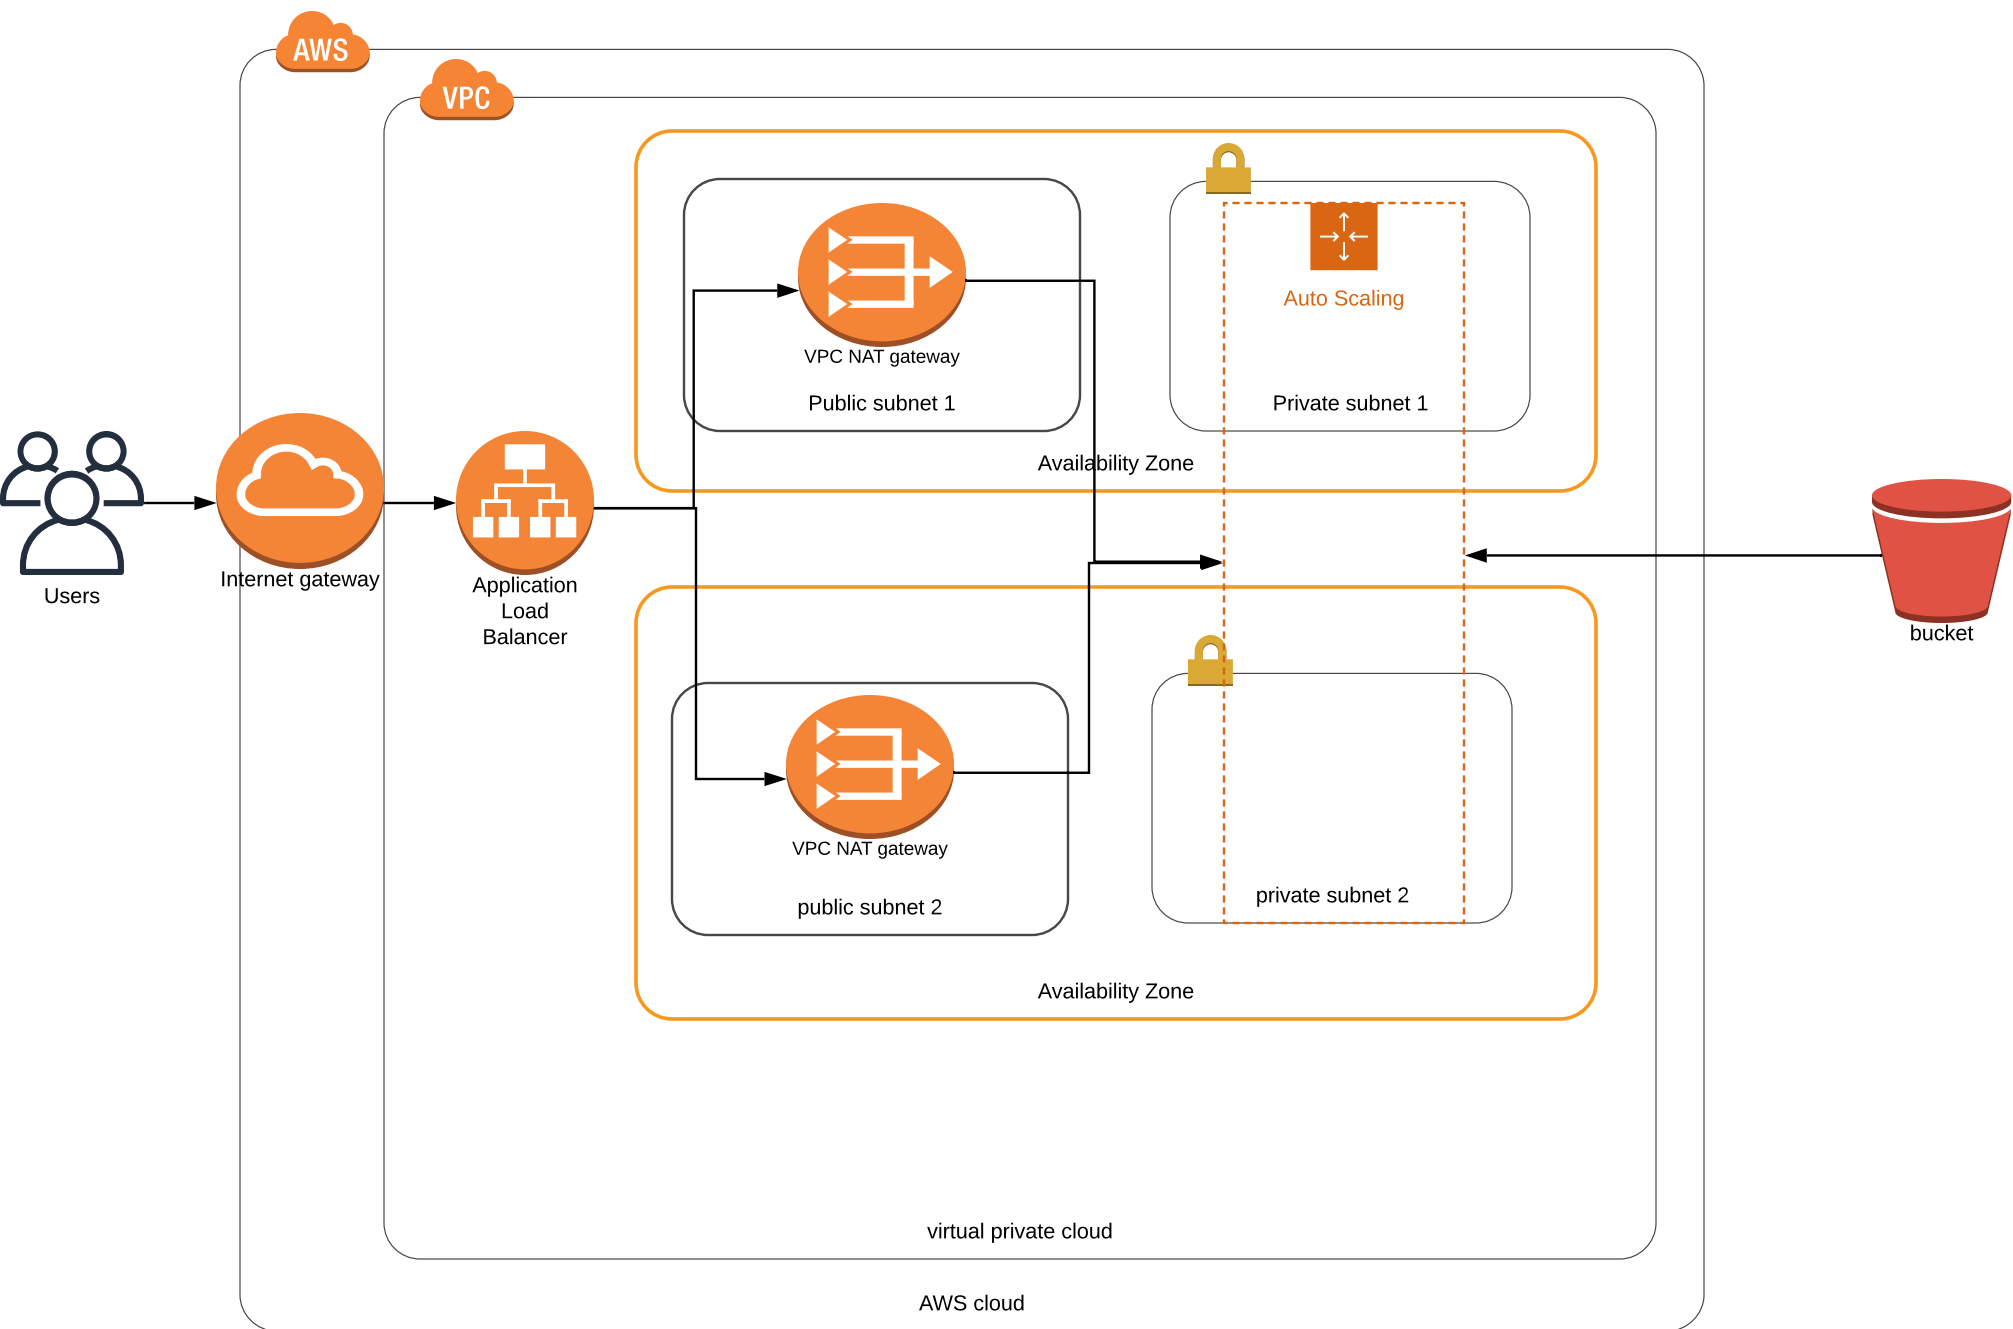 AWS
VPC
Auto Scaling
VPC NAT gateway
Public subnet 1
Private subnet 1
Availability Zone
Users
Internet gateway
Application
Load
Balancer
bucket
VPC NAT gateway
public subnet 2
private subnet 2
Availability Zone
virtual private cloud
AWS cloud